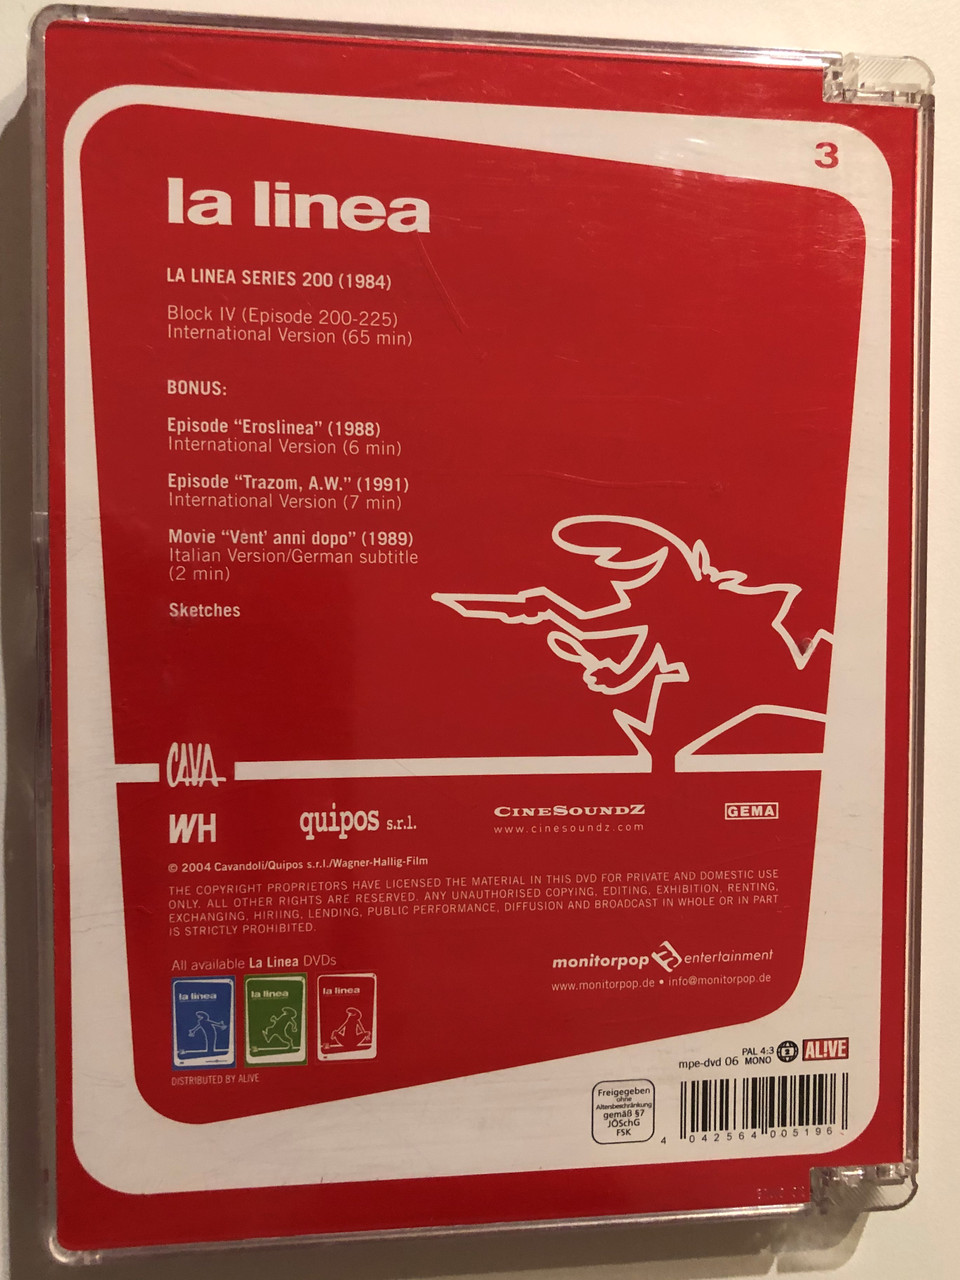 3
la linea
LA LINEA SERIES 200 (1984)
Block IV (Episode 200-225)
International Version (65 min)
BONUS:
Episode “Eroslinea” (1988)
International Version (6 min)
Episode “Trazom, A.W.” (1991)
International Version (7 min)
Movie “Vent’ anni dopo” (1989)
Italian Version/German subtitle
(2 min)
Sketches
CAVA
WH
quipos s.r.l.
CINESOUNDZ
www.cinesoundz.com
GEMA
© 2004 Cavandoli/Quipos s.r.l./Wagner-Hallig-Film
THE COPYRIGHT PROPRIETORS HAVE LICENSED THE MATERIAL IN THIS DVD FOR PRIVATE AND DOMESTIC USE
ONLY. ALL OTHER RIGHTS ARE RESERVED. ANY UNAUTHORISED COPYING, EDITING, EXHIBITION, RENTING,
EXCHANGING, HIRIING, LENDING, PUBLIC PERFORMANCE, DIFFUSION AND BROADCAST IN WHOLE OR IN PART
IS STRICTLY PROHIBITED.
All available La Linea DVDs
la linea
la linea
la linea
DISTRIBUTED BY ALIVE
monitorpop entertainment
www.monitorpop.de • info@monitorpop.de
mpe-dvd 06
PAL 4:3
MONO
2
AL!VE
Freigegeben
ohne
Altersbeschränkung
gemäß §7
JÖSchG
FSK
4 042564 005196